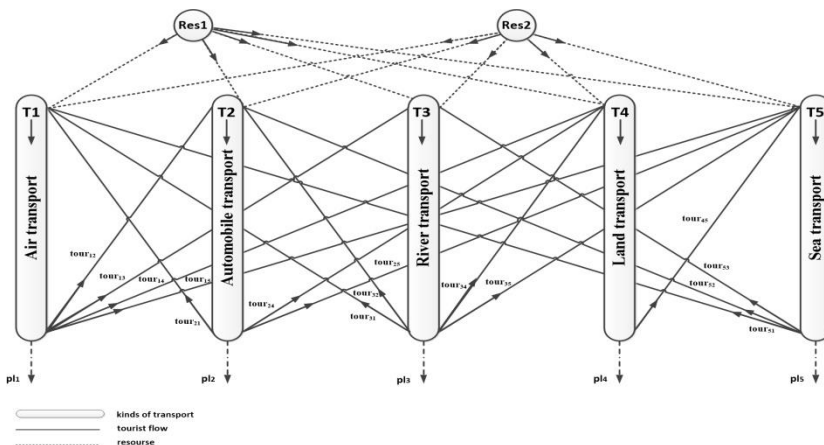 Res1
Res2
T1
T2
T3
T4
T5
Air transport
Automobile transport
River transport
Land transport
Sea transport
tour45
tour12
tour25
tour53
tour13
tour14
tour15
tour34
tour35
tour52
tour32
tour24
tour21
tour31
tour51
pl1
pl2
pl3
pl4
pl5
kinds of transport
tourist flow
resourse